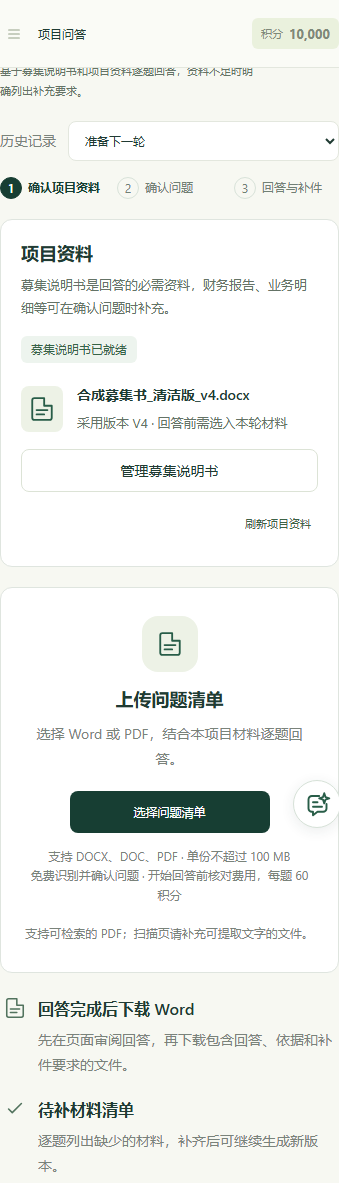 项目问答
积分 10,000
基于募集说明书和项目资料逐题回答，资料不足时明
确列出补充要求。
历史记录
准备下一轮
1 确认项目资料
2 确认问题
3 回答与补件
项目资料
募集说明书是回答的必需资料，财务报告、业务明
细等可在确认问题时补充。
募集说明书已就绪
合成募集书_清洁版_v4.docx
采用版本 V4 · 回答前需选入本轮材料
管理募集说明书
刷新项目资料
上传问题清单
选择 Word 或 PDF，结合本项目材料逐题回
答。
选择问题清单
支持 DOCX、DOC、PDF · 单份不超过 100 MB
免费识别并确认问题 · 开始回答前核对费用，每题 60
积分
支持可检索的 PDF；扫描页请补充可提取文字的文件。
回答完成后下载 Word
先在页面审阅回答，再下载包含回答、依据和补
件要求的文件。
待补材料清单
逐题列出缺少的材料，补齐后可继续生成新版
本。